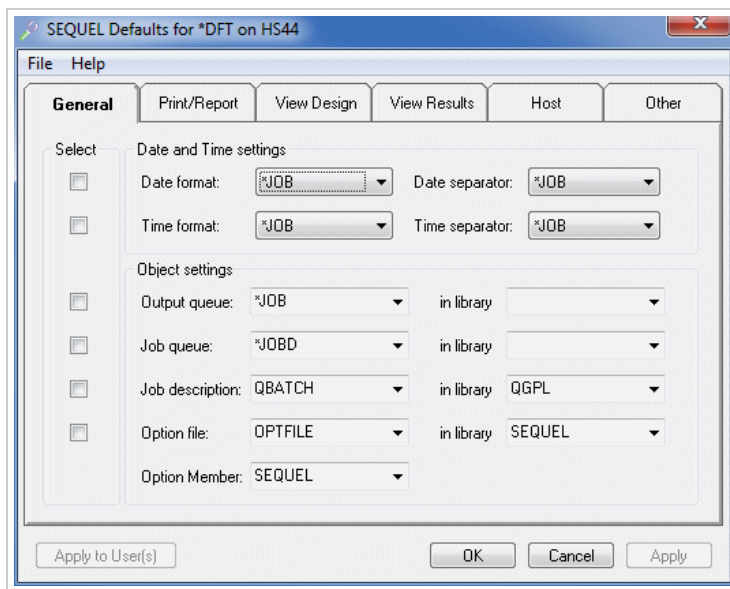 SEQUEL Defaults for *DFT on HS44
File Help
General Print/Report View Design View Results Host Other
Select Date and Time settings
Date format: *JOB Date separator: *JOB
Time format: *JOB Time separator: *JOB
Object settings
Output queue: *JOB in library
Job queue: *JOBD in library
Job description: QBATCH in library QGPL
Option file: OPTFILE in library SEQUEL
Option Member: SEQUEL
Apply to User(s) OK Cancel Apply